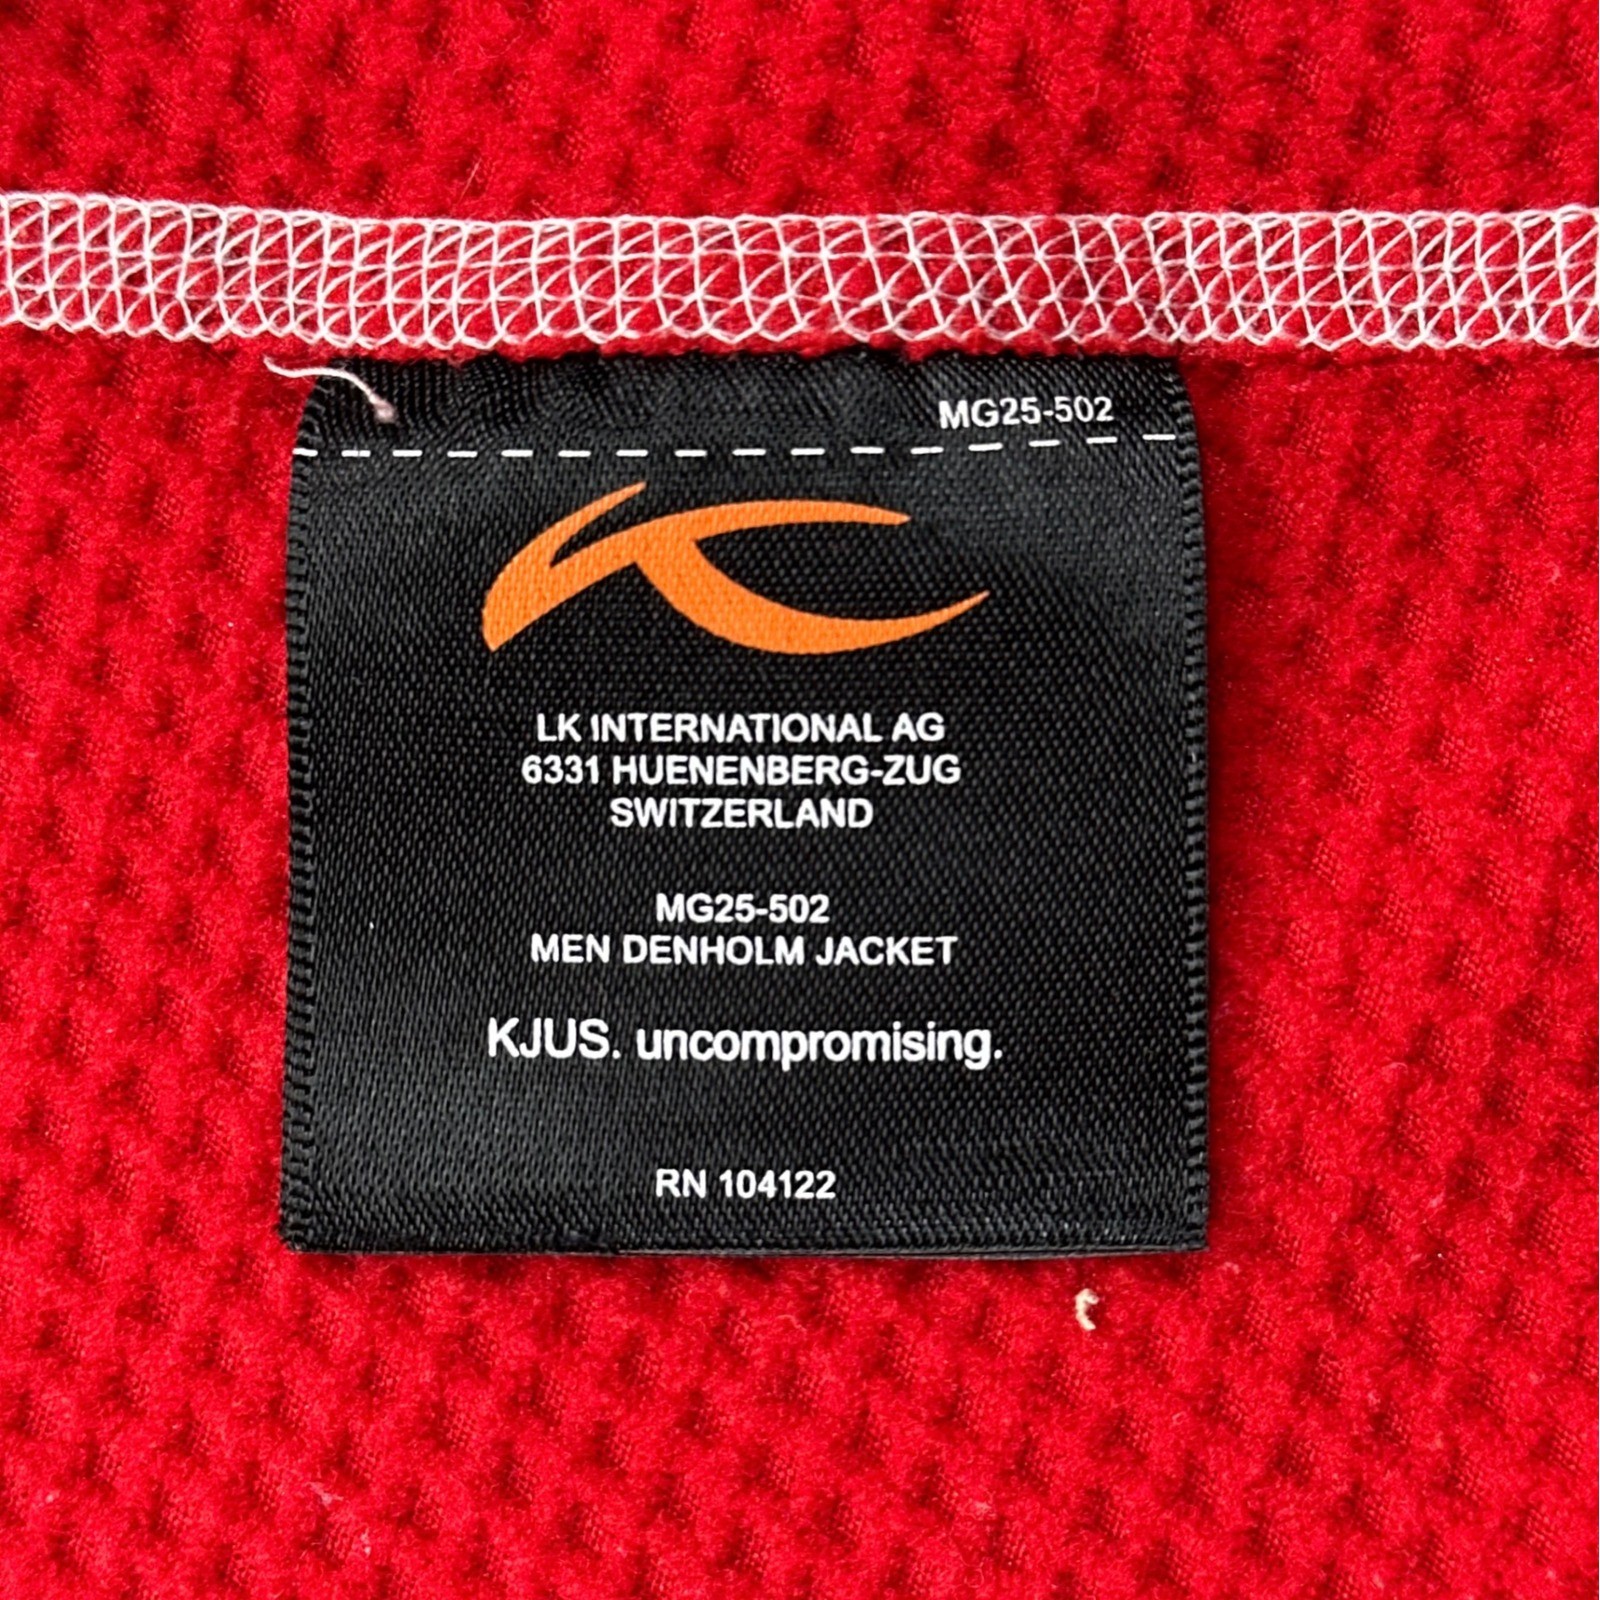 MG25-502
LK INTERNATIONAL AG
6331 HUENENBERG-ZUG
SWITZERLAND
MG25-502
MEN DENHOLM JACKET
KJUS. uncompromising.
RN 104122